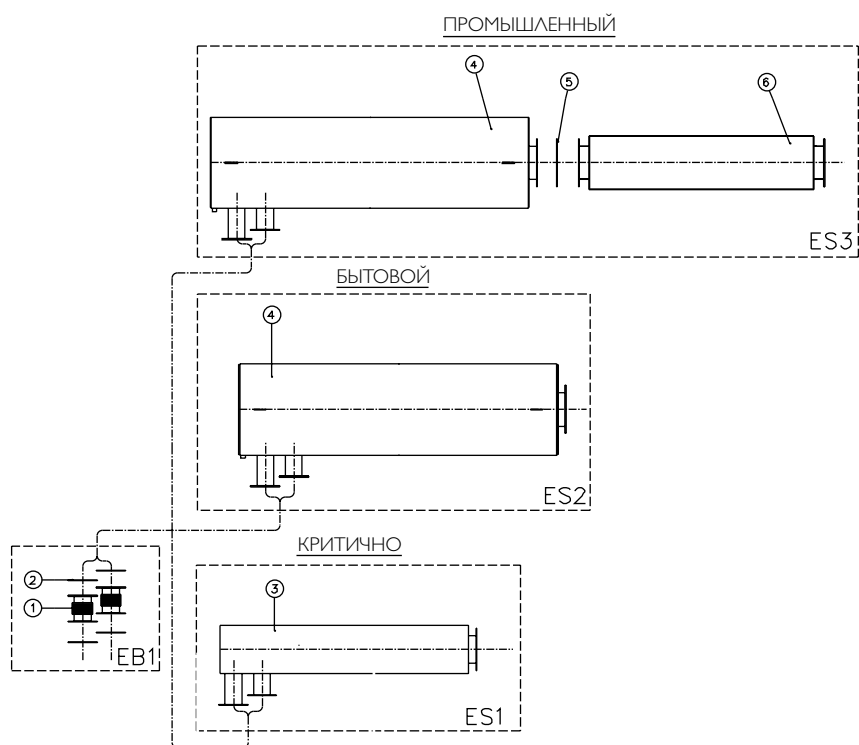 ПРОМЫШЛЕННЫЙ
4
5
6
ES3
БЫТОВОЙ
4
ES2
КРИТИЧНО
2
1
EB1
3
ES1